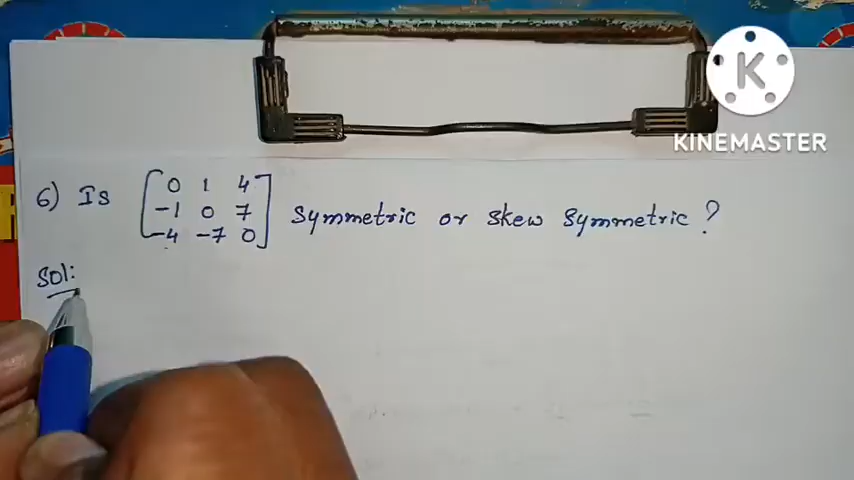 K
KINEMASTER
6) Is [ 0 1 4 symmetric or skew symmetric ?
-1 0 7
-4 -7 0 ]
Sol: